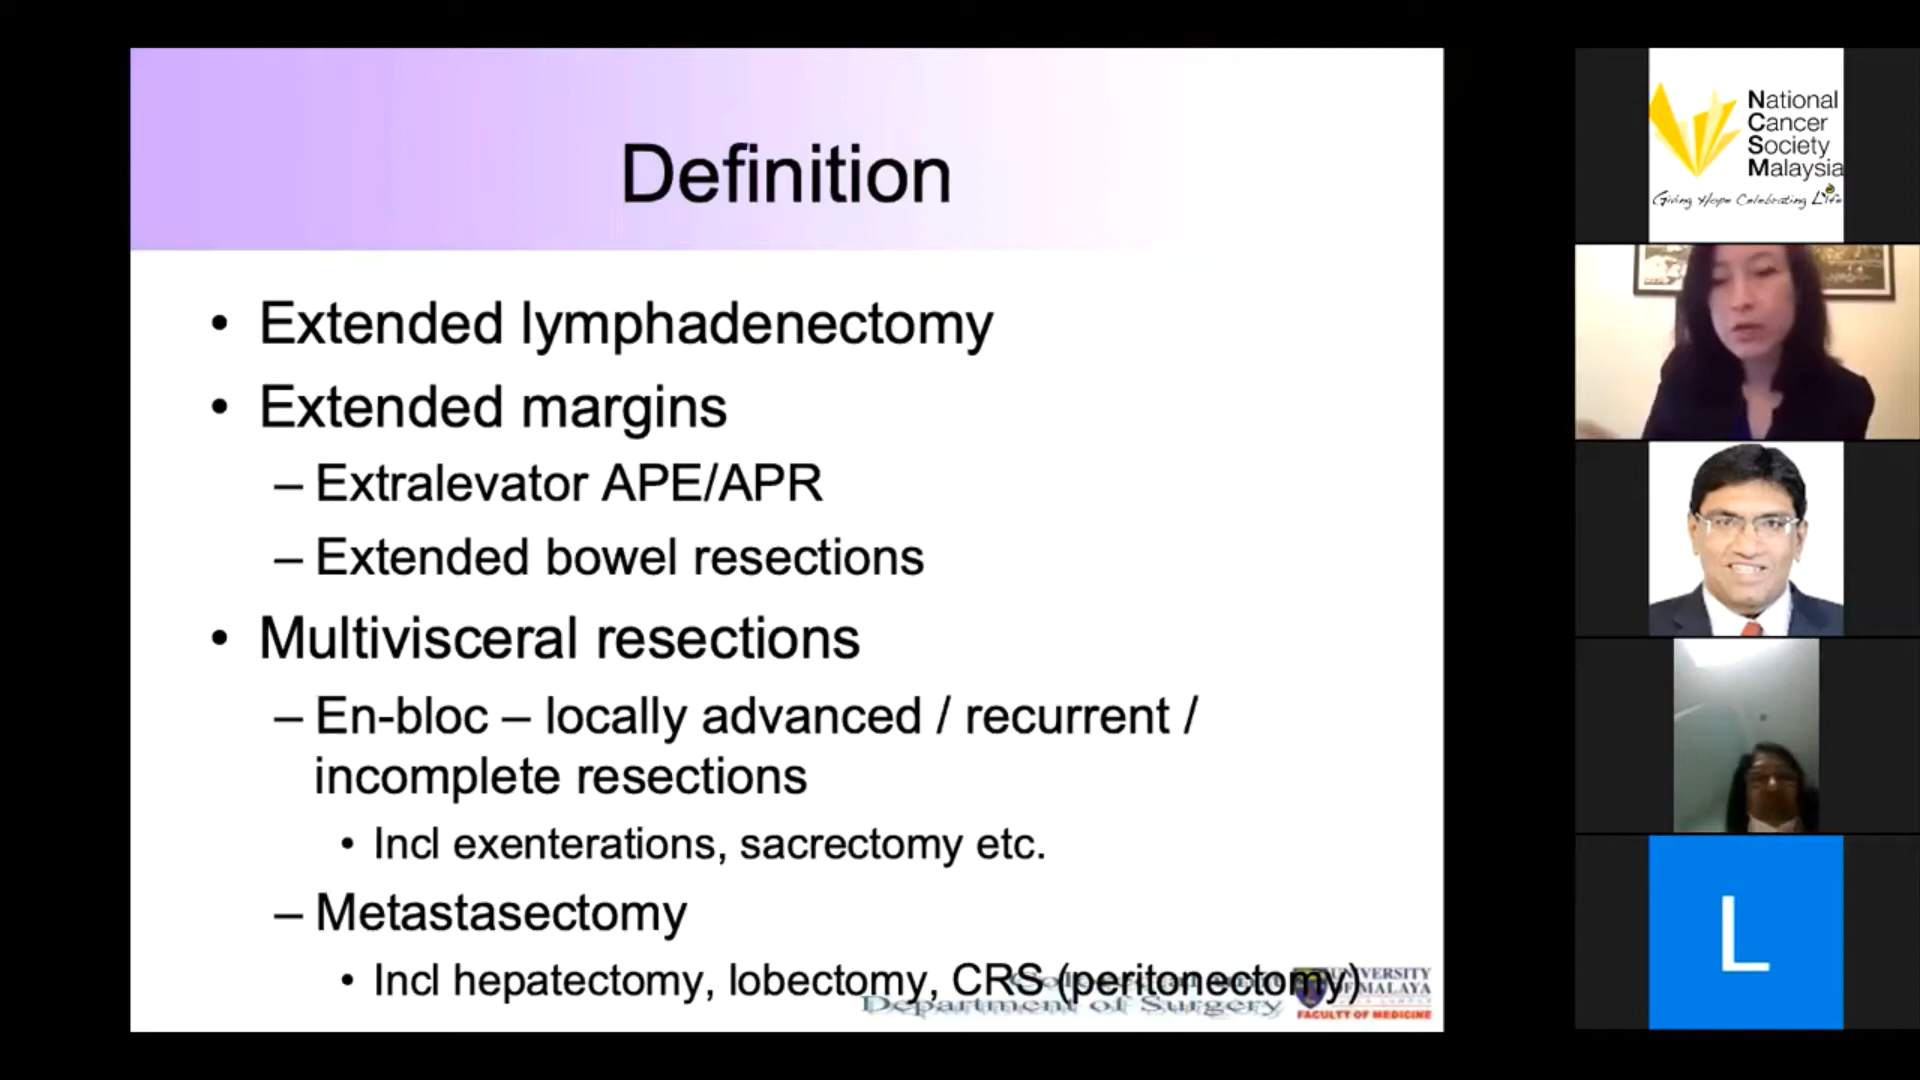 Definition
• Extended lymphadenectomy
• Extended margins
– Extralevator APE/APR
– Extended bowel resections
• Multivisceral resections
– En-bloc – locally advanced / recurrent /
incomplete resections
• Incl exenterations, sacrectomy etc.
– Metastasectomy
• Incl hepatectomy, lobectomy, CRS (peritonectomy)
Department of Surgery
UNIVERSITY
OF MALAYA
FACULTY OF MEDICINE
National
Cancer
Society
Malaysia
Giving Hope Celebrating Life
L